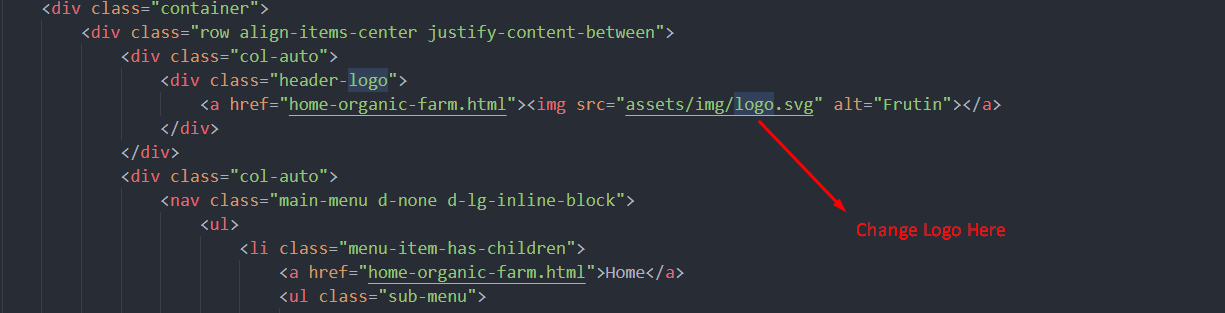 <div class="container">
<div class="row align-items-center justify-content-between">
<div class="col-auto">
<div class="header-logo">
<a href="home-organic-farm.html"><img src="assets/img/logo.svg" alt="Frutin"></a>
</div>
</div>
<div class="col-auto">
<nav class="main-menu d-none d-lg-inline-block">
<ul>
Change Logo Here
<li class="menu-item-has-children">
<a href="home-organic-farm.html">Home</a>
<ul class="sub-menu">